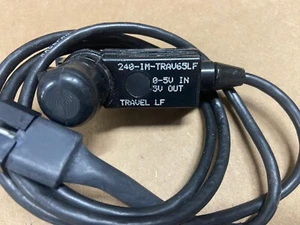 240-IM-TRAV65LF
0-5V IN
5V OUT
TRAVEL LF